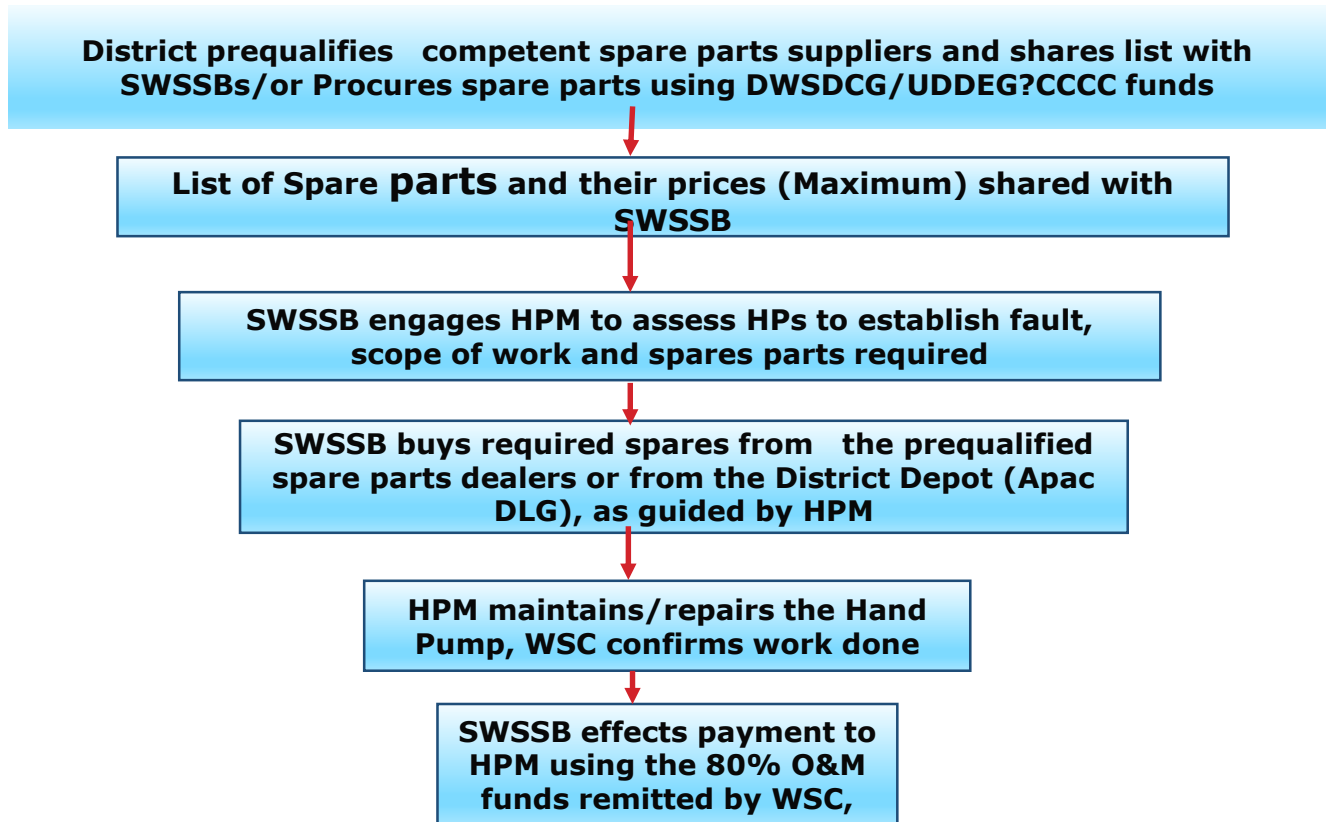 District prequalifies competent spare parts suppliers and shares list with
SWSSBs/or Procures spare parts using DWSDCG/UDDEG?CCCC funds
List of Spare parts and their prices (Maximum) shared with
SWSSB
SWSSB engages HPM to assess HPs to establish fault,
scope of work and spares parts required
SWSSB buys required spares from the prequalified
spare parts dealers or from the District Depot (Apac
DLG), as guided by HPM
HPM maintains/repairs the Hand
Pump, WSC confirms work done
SWSSB effects payment to
HPM using the 80% O&M
funds remitted by WSC,